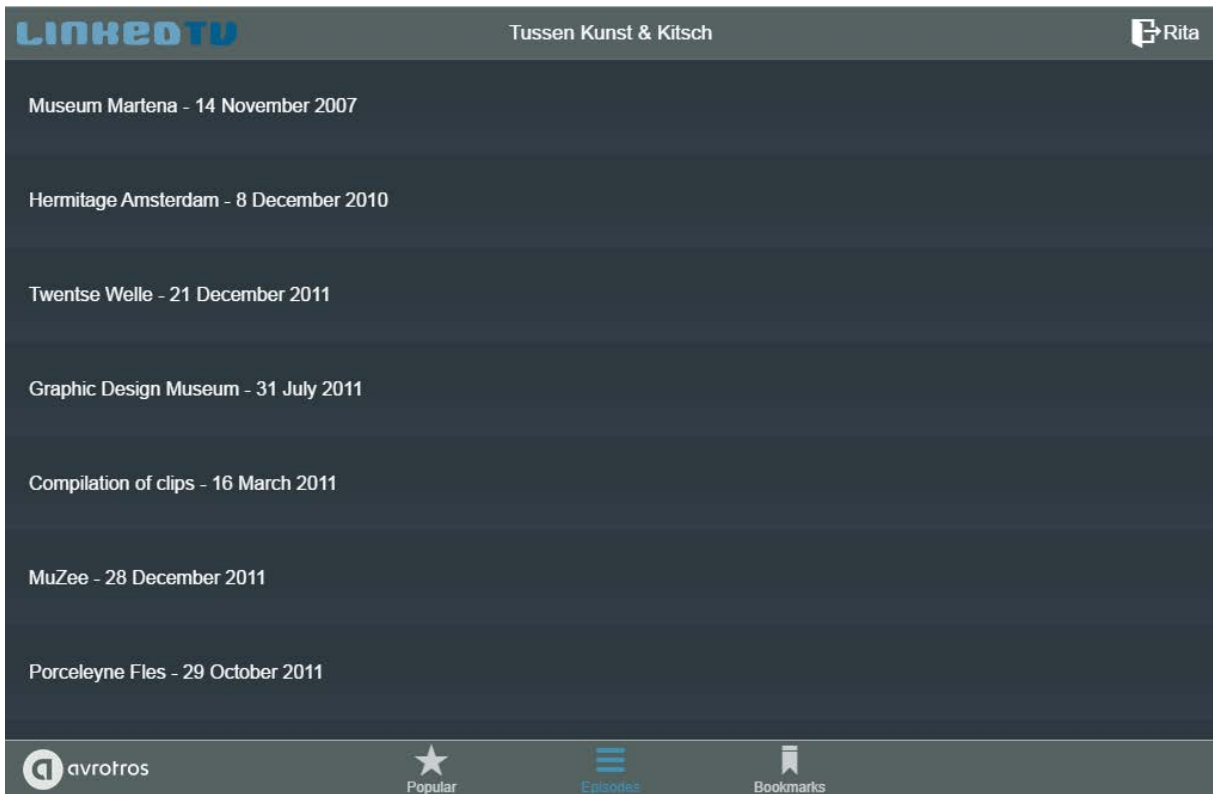 LINKEDTV
Tussen Kunst & Kitsch
Rita
Museum Martena - 14 November 2007
Hermitage Amsterdam - 8 December 2010
Twentse Welle - 21 December 2011
Graphic Design Museum - 31 July 2011
Compilation of clips - 16 March 2011
MuZee - 28 December 2011
Porceleyne Fles - 29 October 2011
avrotros
Popular
Episodes
Bookmarks